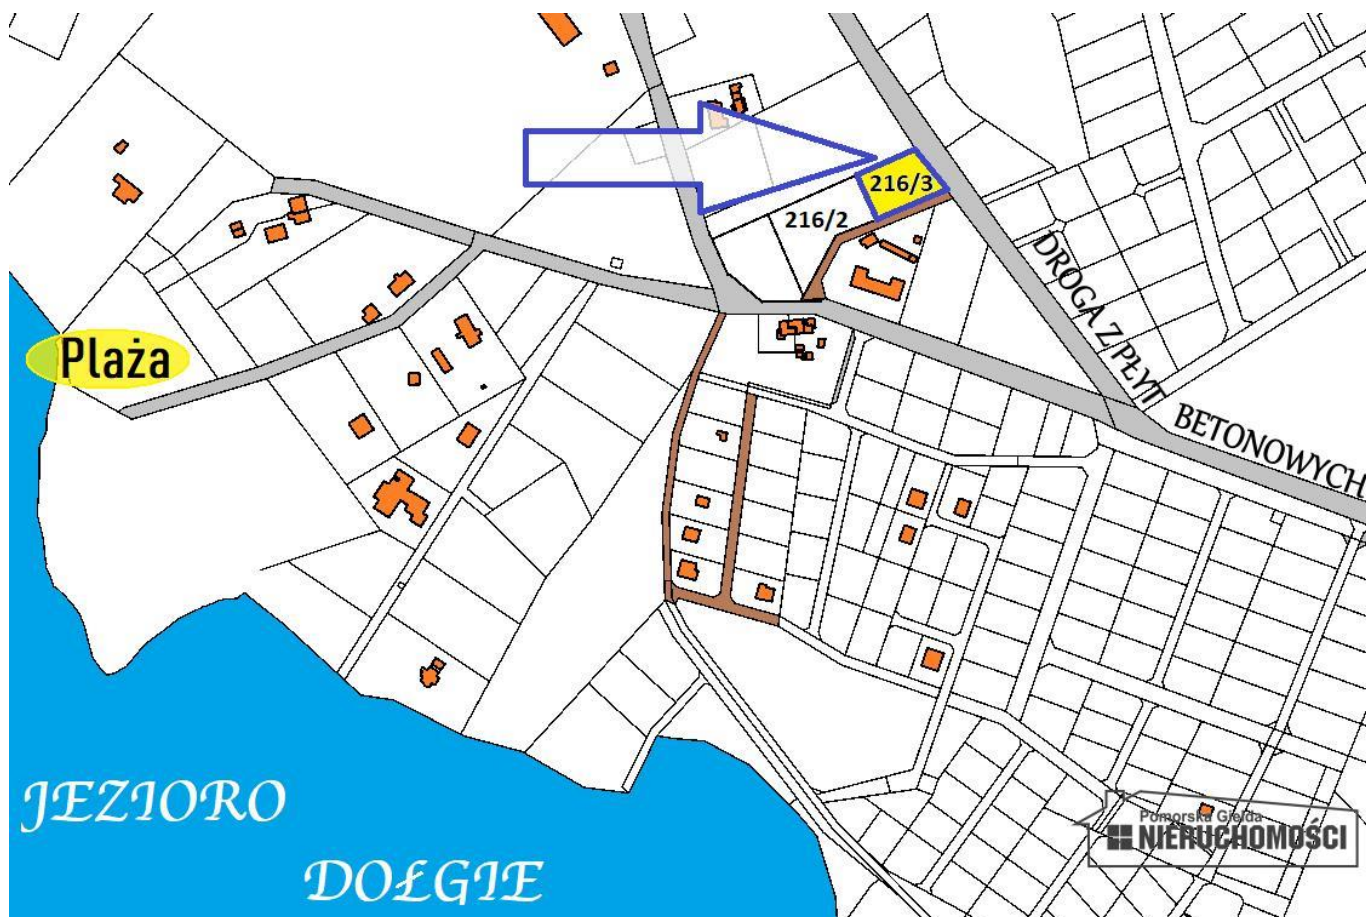 216/3
216/2
DROGA Z PŁYT
BETONOWYCH
Plaża
JEZIORO
DOŁGIE
Pomorska Giełda
NIERUCHOMOŚCI